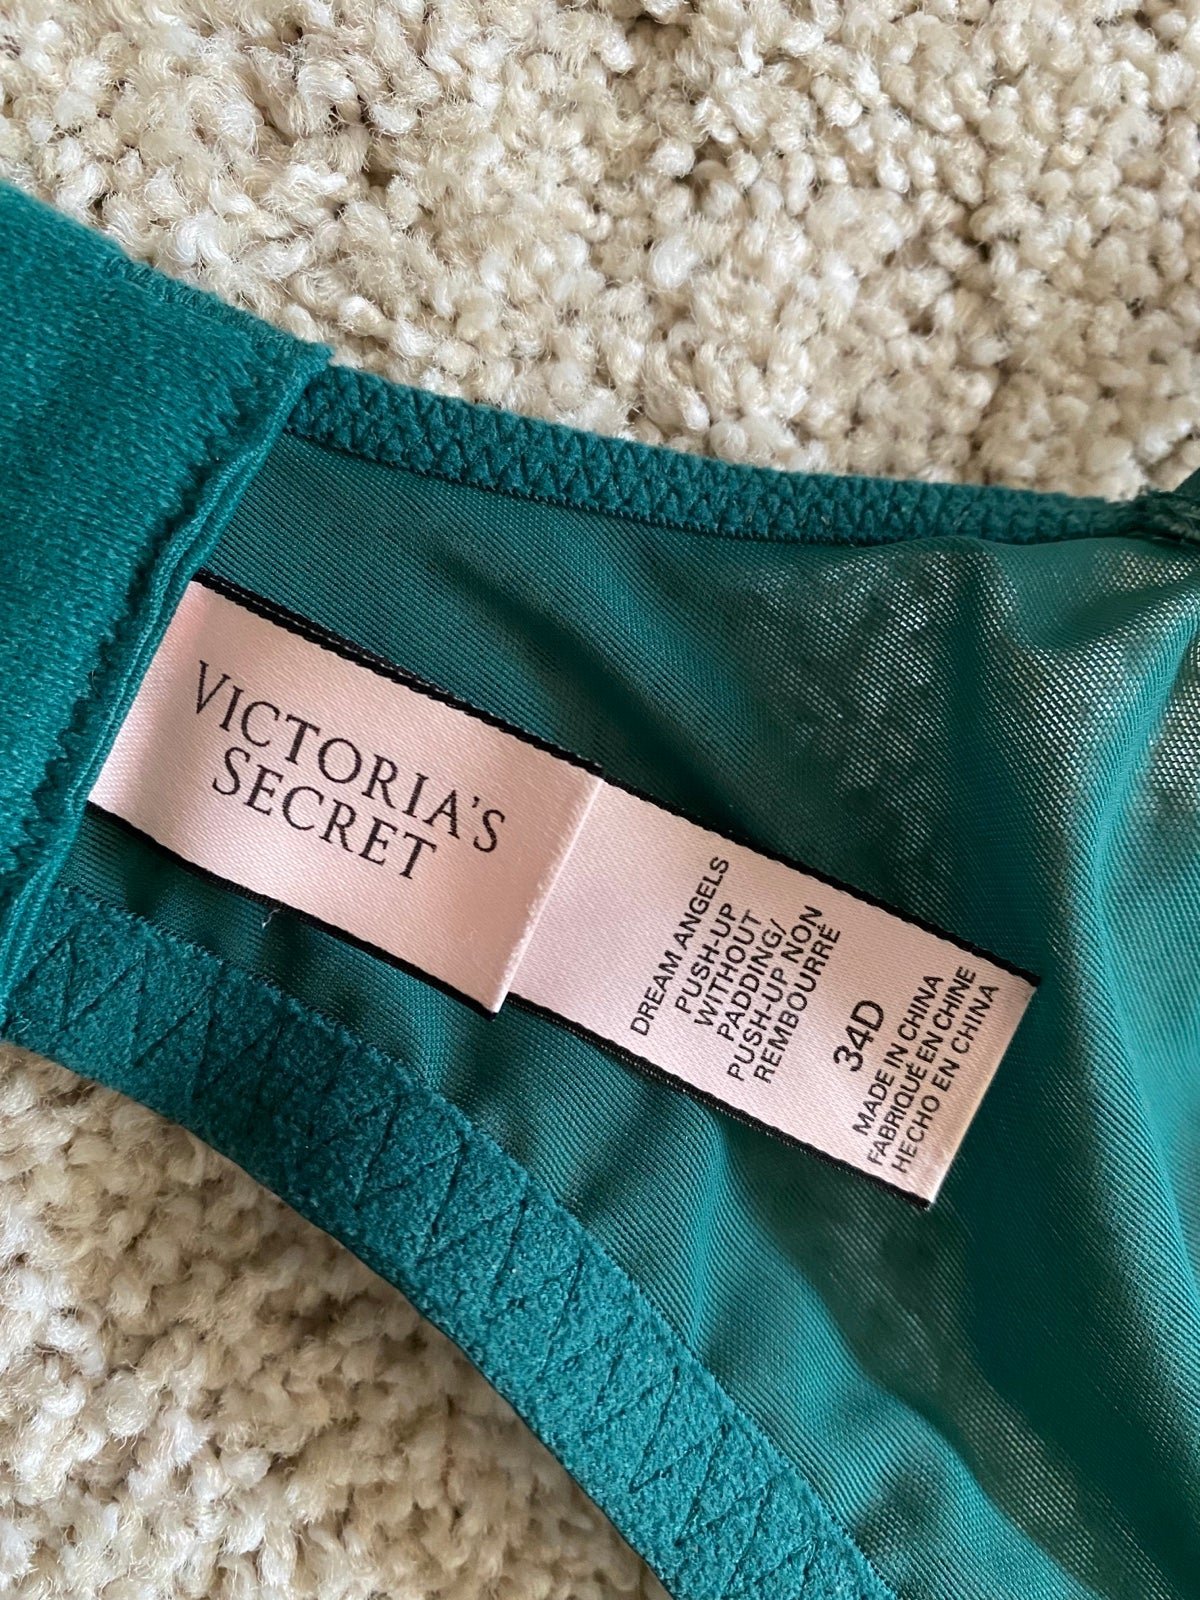 VICTORIA'S
SECRET
DREAM ANGELS
PUSH-UP
WITHOUT
PADDING/
PUSH-UP NON
REMBOURRÉ
34D
MADE IN CHINA
FABRIQUÉ EN CHINE
HECHO EN CHINA